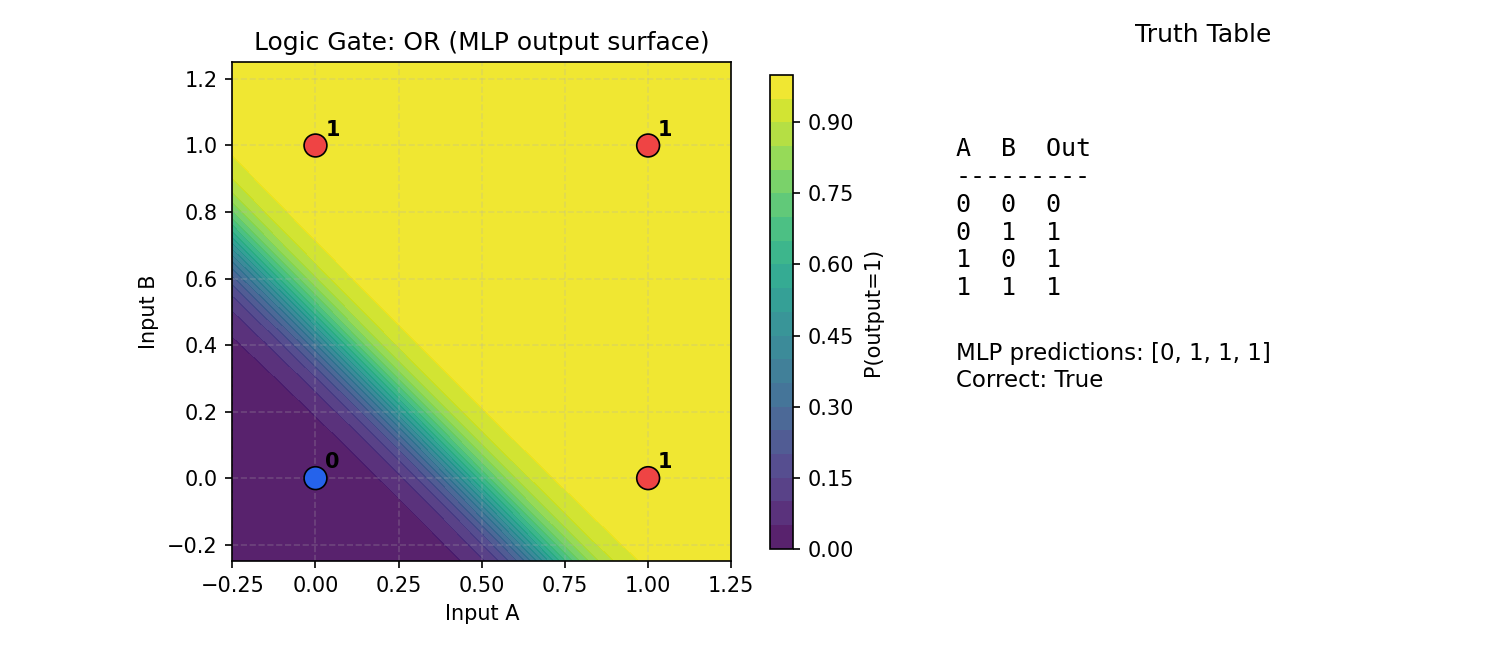 Logic Gate: OR (MLP output surface)
1.2
1.0
0.8
0.6
0.4
0.2
0.0
−0.2
Input B
1
1
0
1
−0.25 0.00 0.25 0.50 0.75 1.00 1.25
Input A
0.90
0.75
0.60
0.45
0.30
0.15
0.00
P(output=1)
Truth Table
A B Out
---------
0 0 0
0 1 1
1 0 1
1 1 1
MLP predictions: [0, 1, 1, 1]
Correct: True